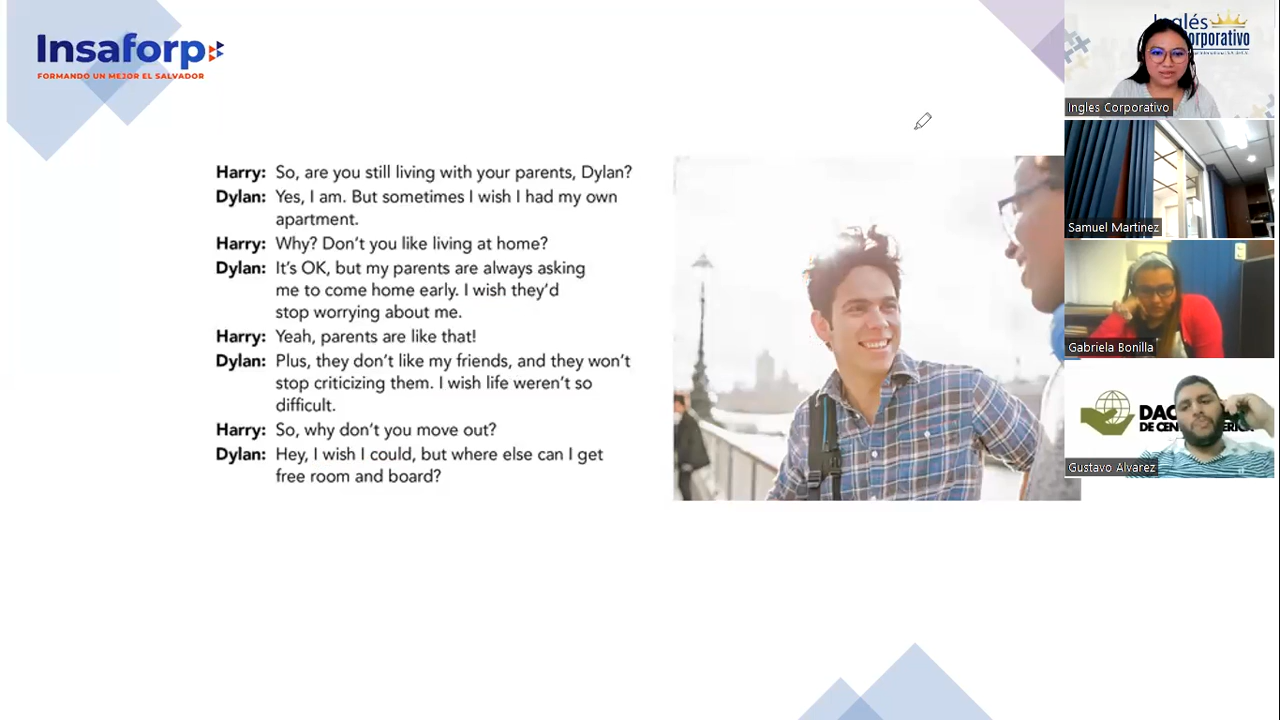 Insaforp
FORMANDO UN MEJOR EL SALVADOR
Harry: So, are you still living with your parents, Dylan?
Dylan: Yes, I am. But sometimes I wish I had my own
apartment.
Harry: Why? Don't you like living at home?
Dylan: It's OK, but my parents are always asking
me to come home early. I wish they'd
stop worrying about me.
Harry: Yeah, parents are like that!
Dylan: Plus, they don't like my friends, and they won't
stop criticizing them. I wish life weren't so
difficult.
Harry: So, why don't you move out?
Dylan: Hey, I wish I could, but where else can I get
free room and board?
Inglés
orporativo
Ingles Corporativo
Samuel Martinez
Gabriela Bonilla
DAC
DE CEN
Gustavo Alvarez